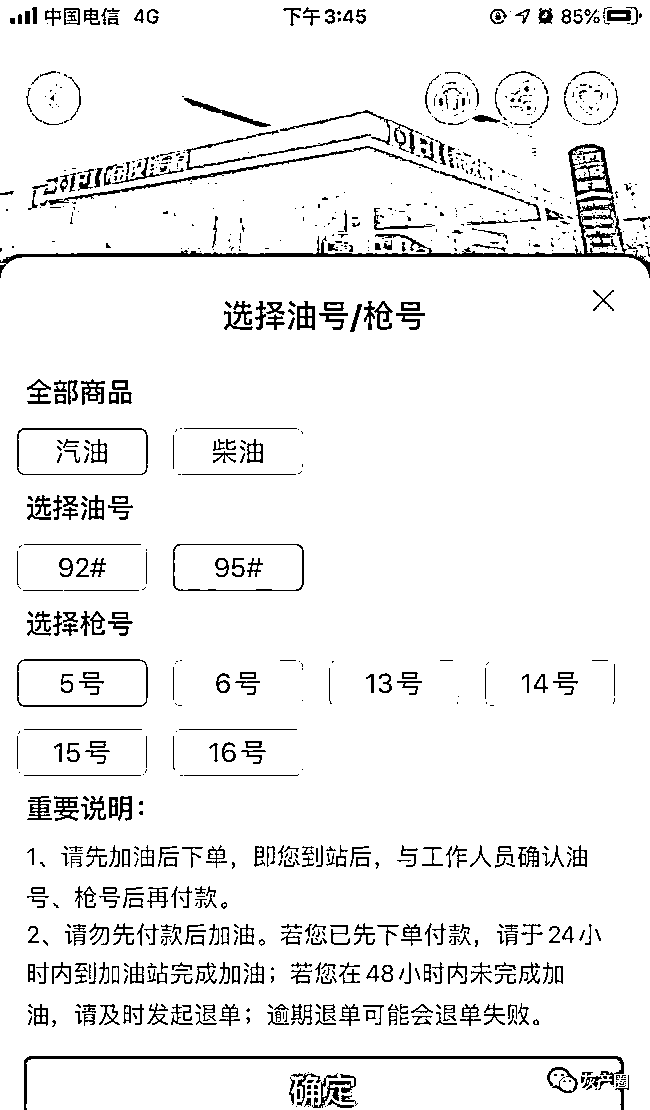 中国电信 4G 下午3:45 85%
选择油号/枪号
全部商品
汽油 柴油
选择油号
92# 95#
选择枪号
5号 6号 13号 14号
15号 16号
重要说明：
1、请先加油后下单，即您到站后，与工作人员确认油
号、枪号后再付款。
2、请勿先付款后加油。若您已先下单付款，请于24小
时内到加油站完成加油；若您在48小时内未完成加
油，请及时发起退单；逾期退单可能会退单失败。
确定
灰产圈